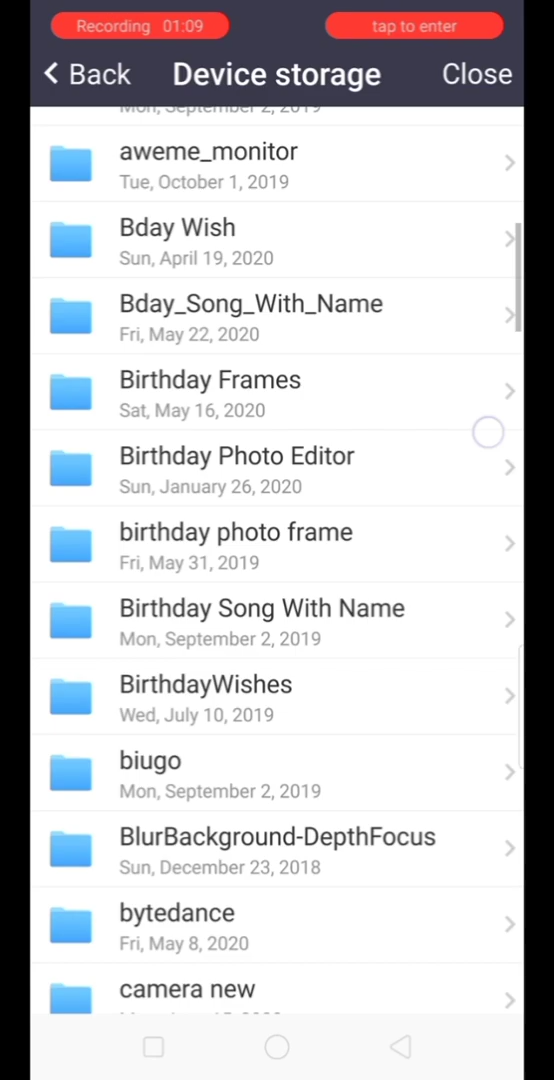 Recording 01:09
tap to enter
Back
Device storage
Close
Mon, September 2, 2019
aweme_monitor
Tue, October 1, 2019
Bday Wish
Sun, April 19, 2020
Bday_Song_With_Name
Fri, May 22, 2020
Birthday Frames
Sat, May 16, 2020
Birthday Photo Editor
Sun, January 26, 2020
birthday photo frame
Fri, May 31, 2019
Birthday Song With Name
Mon, September 2, 2019
BirthdayWishes
Wed, July 10, 2019
biugo
Mon, September 2, 2019
BlurBackground-DepthFocus
Sun, December 23, 2018
bytedance
Fri, May 8, 2020
camera new